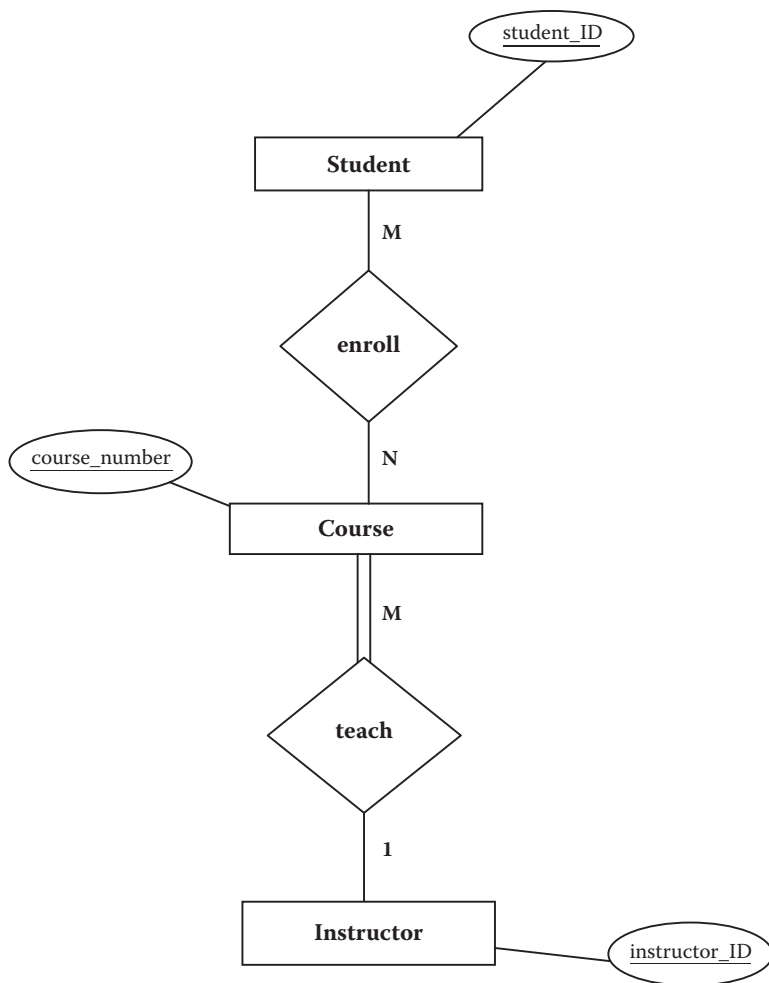 student_ID
Student
M
enroll
N
course_number
Course
M
teach
1
Instructor
instructor_ID